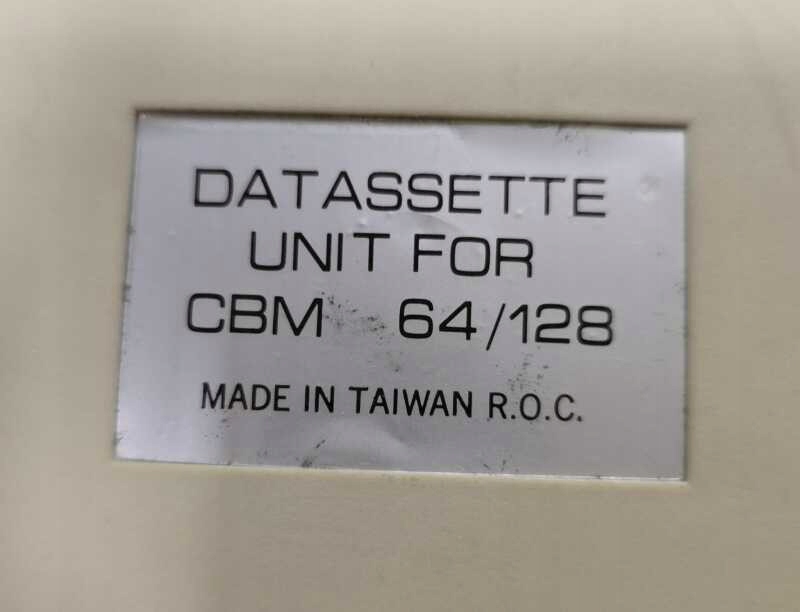 DATASSETTE
UNIT FOR
CBM 64/128
MADE IN TAIWAN R.O.C.